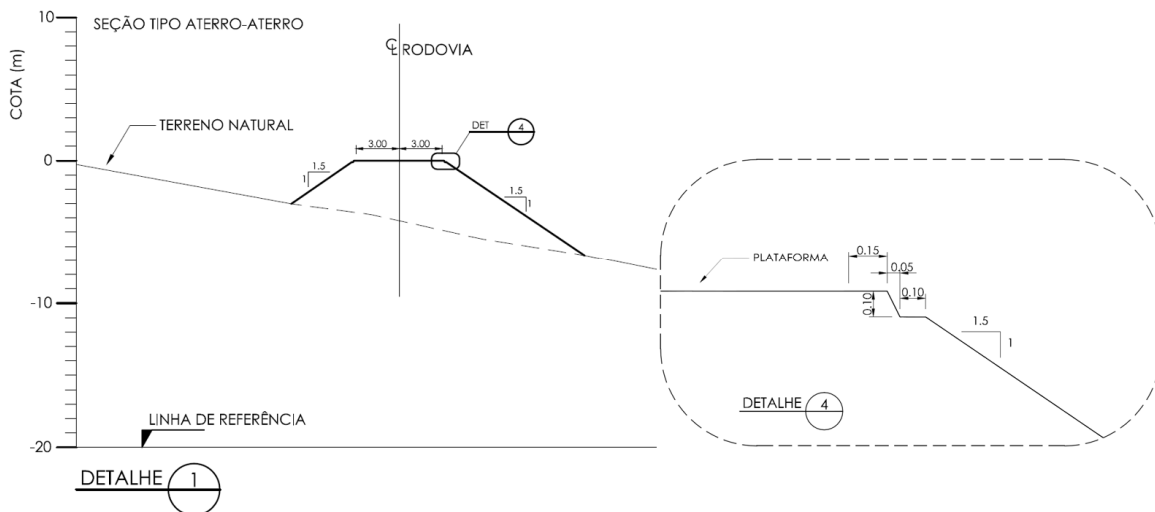 10
SEÇÃO TIPO ATERRO-ATERRO
COTA (m)
℄ RODOVIA
TERRENO NATURAL
DET 4
3.00 3.00
0
1.5
1
1.5
1
-10
LINHA DE REFERÊNCIA
-20
DETALHE 1
0.15
PLATAFORMA
0.05
0.10
0.10
1.5
1
DETALHE 4